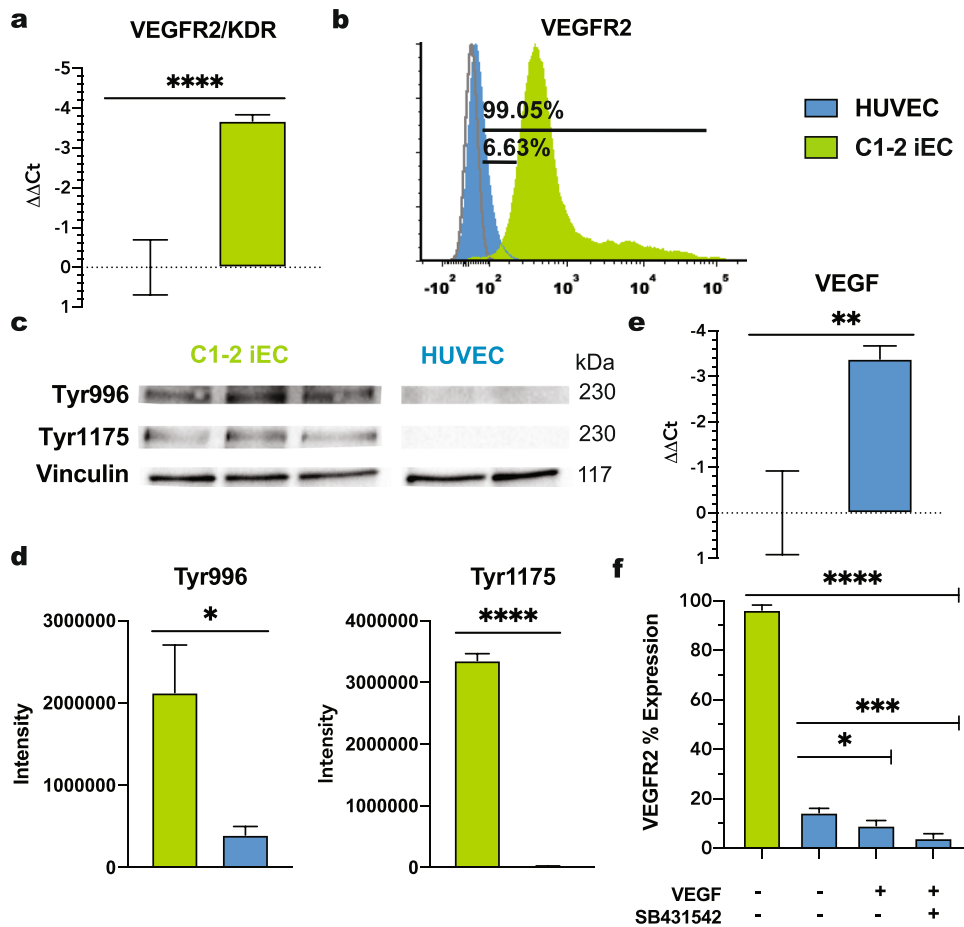 a
VEGFR2/KDR
-5
-4
-3
-2
-1
0
1
ΔΔCt
****
b
VEGFR2
99.05%
6.63%
-10² 10² 10³ 10⁴ 10⁵
HUVEC
C1-2 iEC
c
C1-2 iEC HUVEC kDa
Tyr996 230
Tyr1175 230
Vinculin 117
e
VEGF
-4
-3
-2
-1
0
1
ΔΔCt
**
d
Tyr996
3000000
2000000
1000000
0
Intensity
*
Tyr1175
4000000
3000000
2000000
1000000
0
Intensity
****
f
****
***
*
100
80
60
40
20
0
VEGFR2 % Expression
VEGF - - + +
SB431542 - - - +